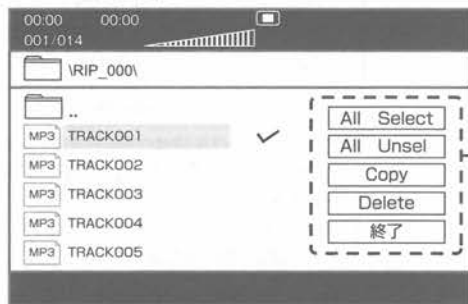 00:00 00:00
001/014
\RIP_000\
..
MP3 TRACK001
MP3 TRACK002
MP3 TRACK003
MP3 TRACK004
MP3 TRACK005
All Select
All Unsel
Copy
Delete
終了